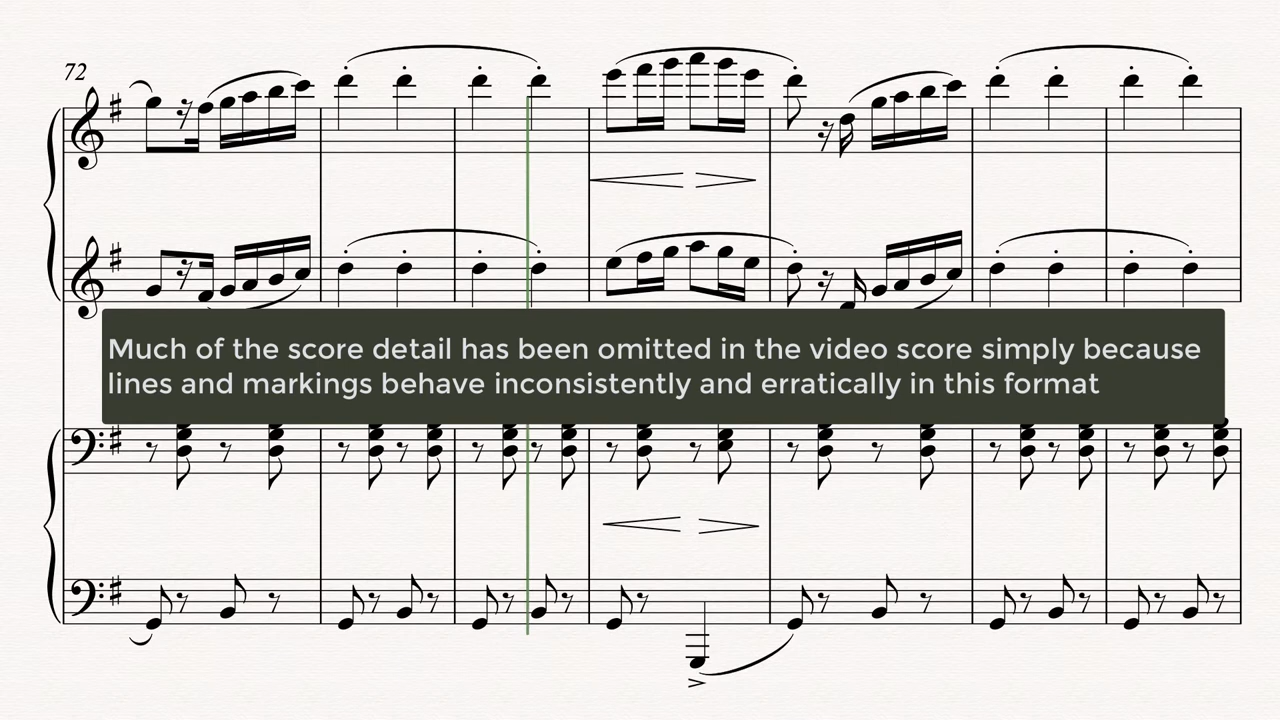 72
Much of the score detail has been omitted in the video score simply because
lines and markings behave inconsistently and erratically in this format